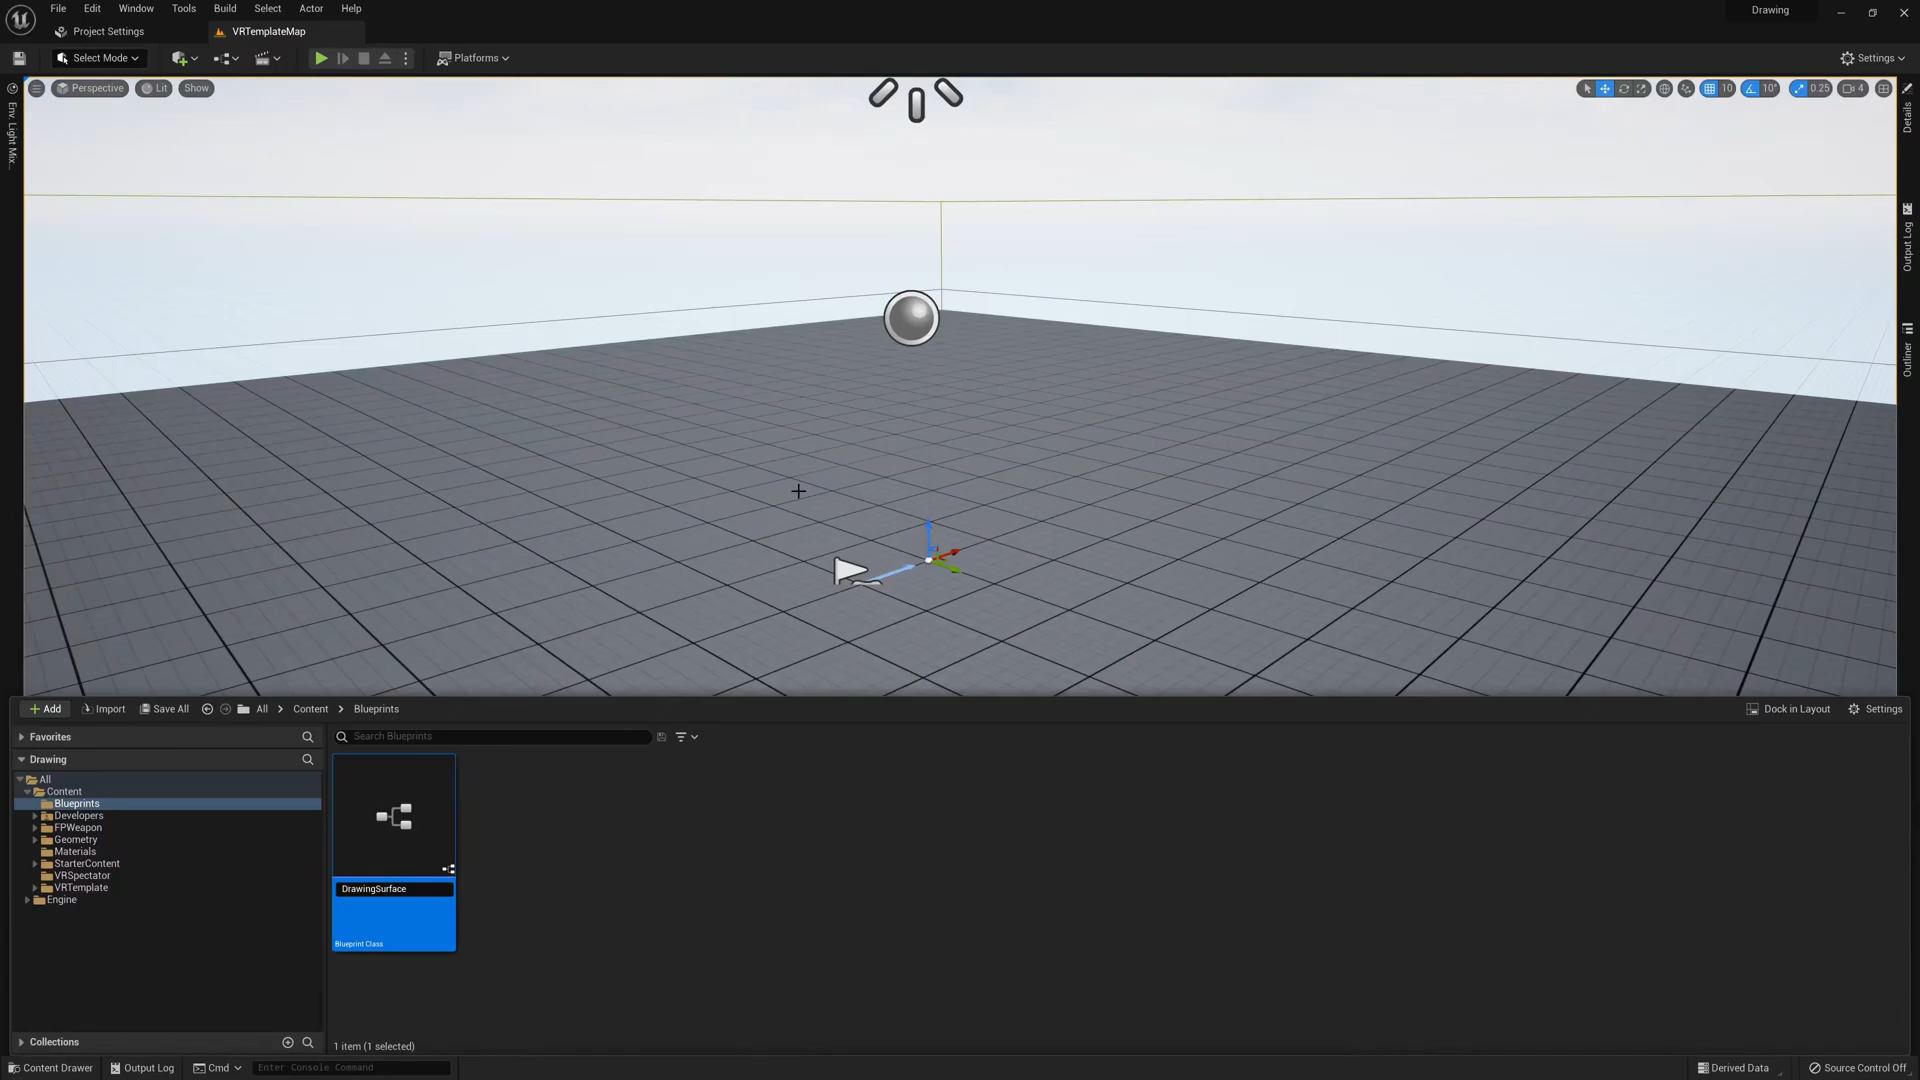 File Edit Window Tools Build Select Actor Help
Drawing
Project Settings
VRTemplateMap
Select Mode
Platforms
Settings
Perspective
Lit
Show
10
10°
0.25
4
Env. Light Mix...
Details
Output Log
Outliner
Add
Import
Save All
All
Content
Blueprints
Dock in Layout
Settings
Favorites
Search Blueprints
Drawing
All
Content
Blueprints
Developers
FPWeapon
Geometry
Materials
StarterContent
VRSpectator
VRTemplate
Engine
DrawingSurface
Blueprint Class
Collections
1 item (1 selected)
Content Drawer
Output Log
Cmd
Enter Console Command
Derived Data
Source Control Off